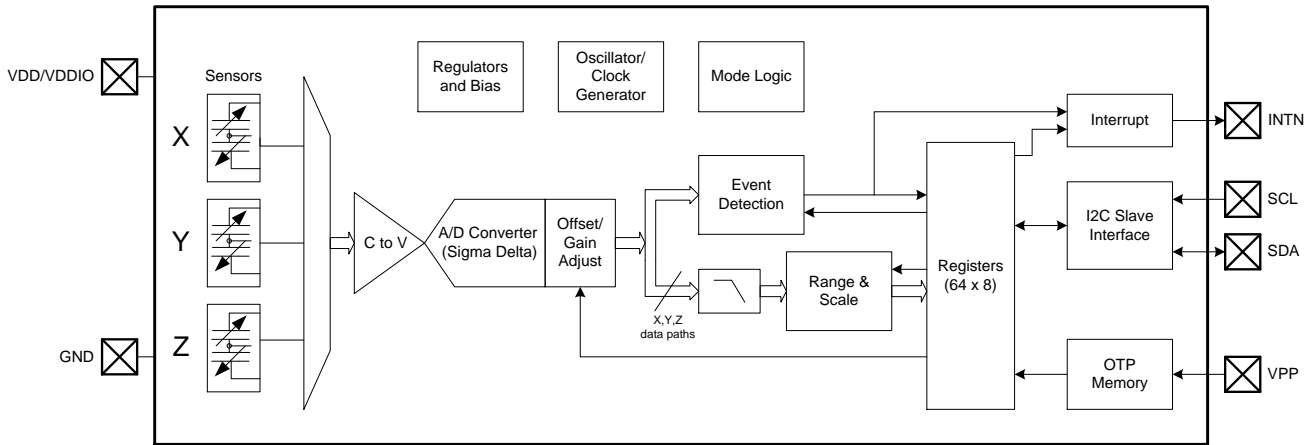 VDD/VDDIO
GND
Sensors
X
Y
Z
Regulators
and Bias
Oscillator/
Clock
Generator
Mode Logic
C to V
A/D Converter
(Sigma Delta)
Offset/
Gain
Adjust
Event
Detection
X,Y,Z
data paths
Range &
Scale
Registers
(64 x 8)
Interrupt
I2C Slave
Interface
OTP
Memory
INTN
SCL
SDA
VPP